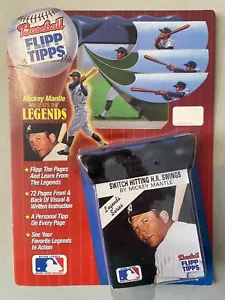 Baseball
FLIPP
TIPPS
Mickey Mantle
LEGENDS
• Flipp The Pages
And Learn From
The Legends
• 72 Pages Front &
Back Of Visual &
Written Instruction
• A Personal Tipp
On Every Page
• See Your
Favorite Legends
In Action
SWITCH HITTING H.R. SWINGS
BY MICKEY MANTLE
Legends
Series
Baseball
FLIPP
TIPPS